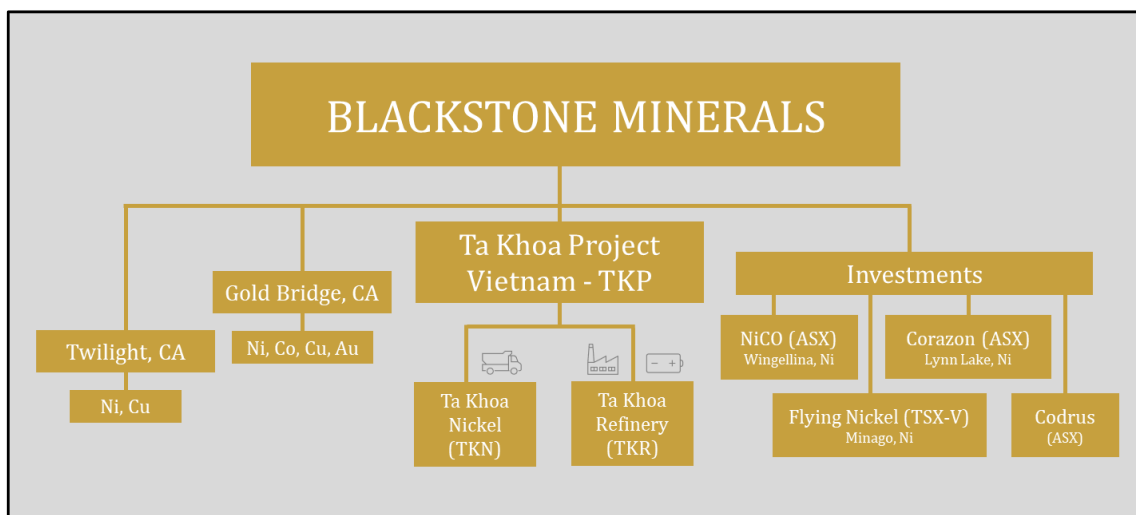 BLACKSTONE MINERALS
Ta Khoa Project
Vietnam - TKP
Gold Bridge, CA
Investments
Twilight, CA
Ni, Co, Cu, Au
Ni, Cu
Ta Khoa
Nickel
(TKN)
Ta Khoa
Refinery
(TKR)
NiCO (ASX)
Wingellina, Ni
Corazon (ASX)
Lynn Lake, Ni
Flying Nickel (TSX-V)
Minago, Ni
Codrus
(ASX)